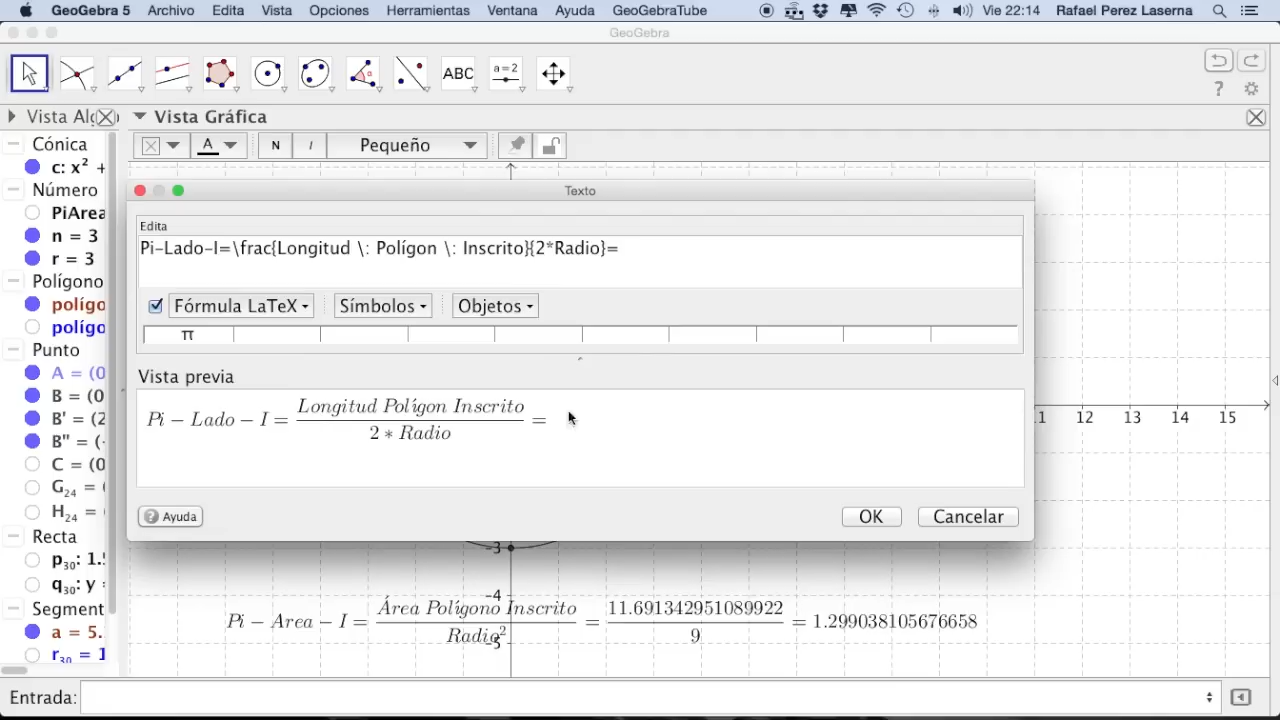 GeoGebra 5 Archivo Edita Vista Opciones Herramientas Ventana Ayuda GeoGebraTube Vie 22:14 Rafael Perez Laserna
GeoGebra
ABC a=2 ?
Vista Alg Vista Gráfica
A N I Pequeño
Cónica
c: x² +
Número
PiArea
n = 3
r = 3
Polígono
polígo
polígo
Punto
A = (0
B = (0
B' = (2
B'' = (-
C = (0
G₂₄ = (
H₂₄ = (
Recta
p₃₀: 1.5
q₃₀: y =
Segment
a = 5.
r₃₀ = 1
Texto
Edita
Pi-Lado-I=\frac{Longitud \: Polígon \: Inscrito}{2*Radio}=
Fórmula LaTeX Símbolos Objetos
π
Vista previa
Pi − Lado − I = Longitud Polígon Inscrito / 2 ∗ Radio =
Ayuda OK Cancelar
11 12 13 14 15
-3
-4
Pi − Area − I = Área Polígono Inscrito / Radio² = 11.691342951089922 / 9 = 1.299038105676658
-5
Entrada: